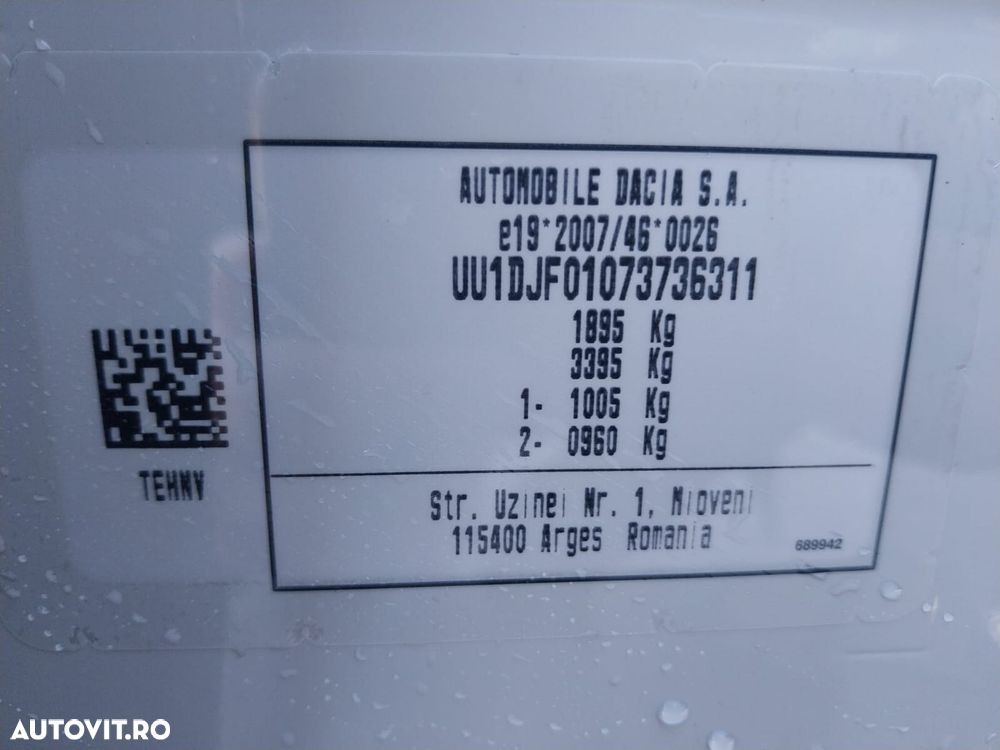 AUTOMOBILE DACIA S.A.
e19*2007/46*0026
UU1DJF01073736311
1895 Kg
3395 Kg
1- 1005 Kg
2- 0960 Kg
TEHNV
Str. Uzinei Nr. 1, Mioveni
115400 Arges Romania
689942
AUTOVIT.RO